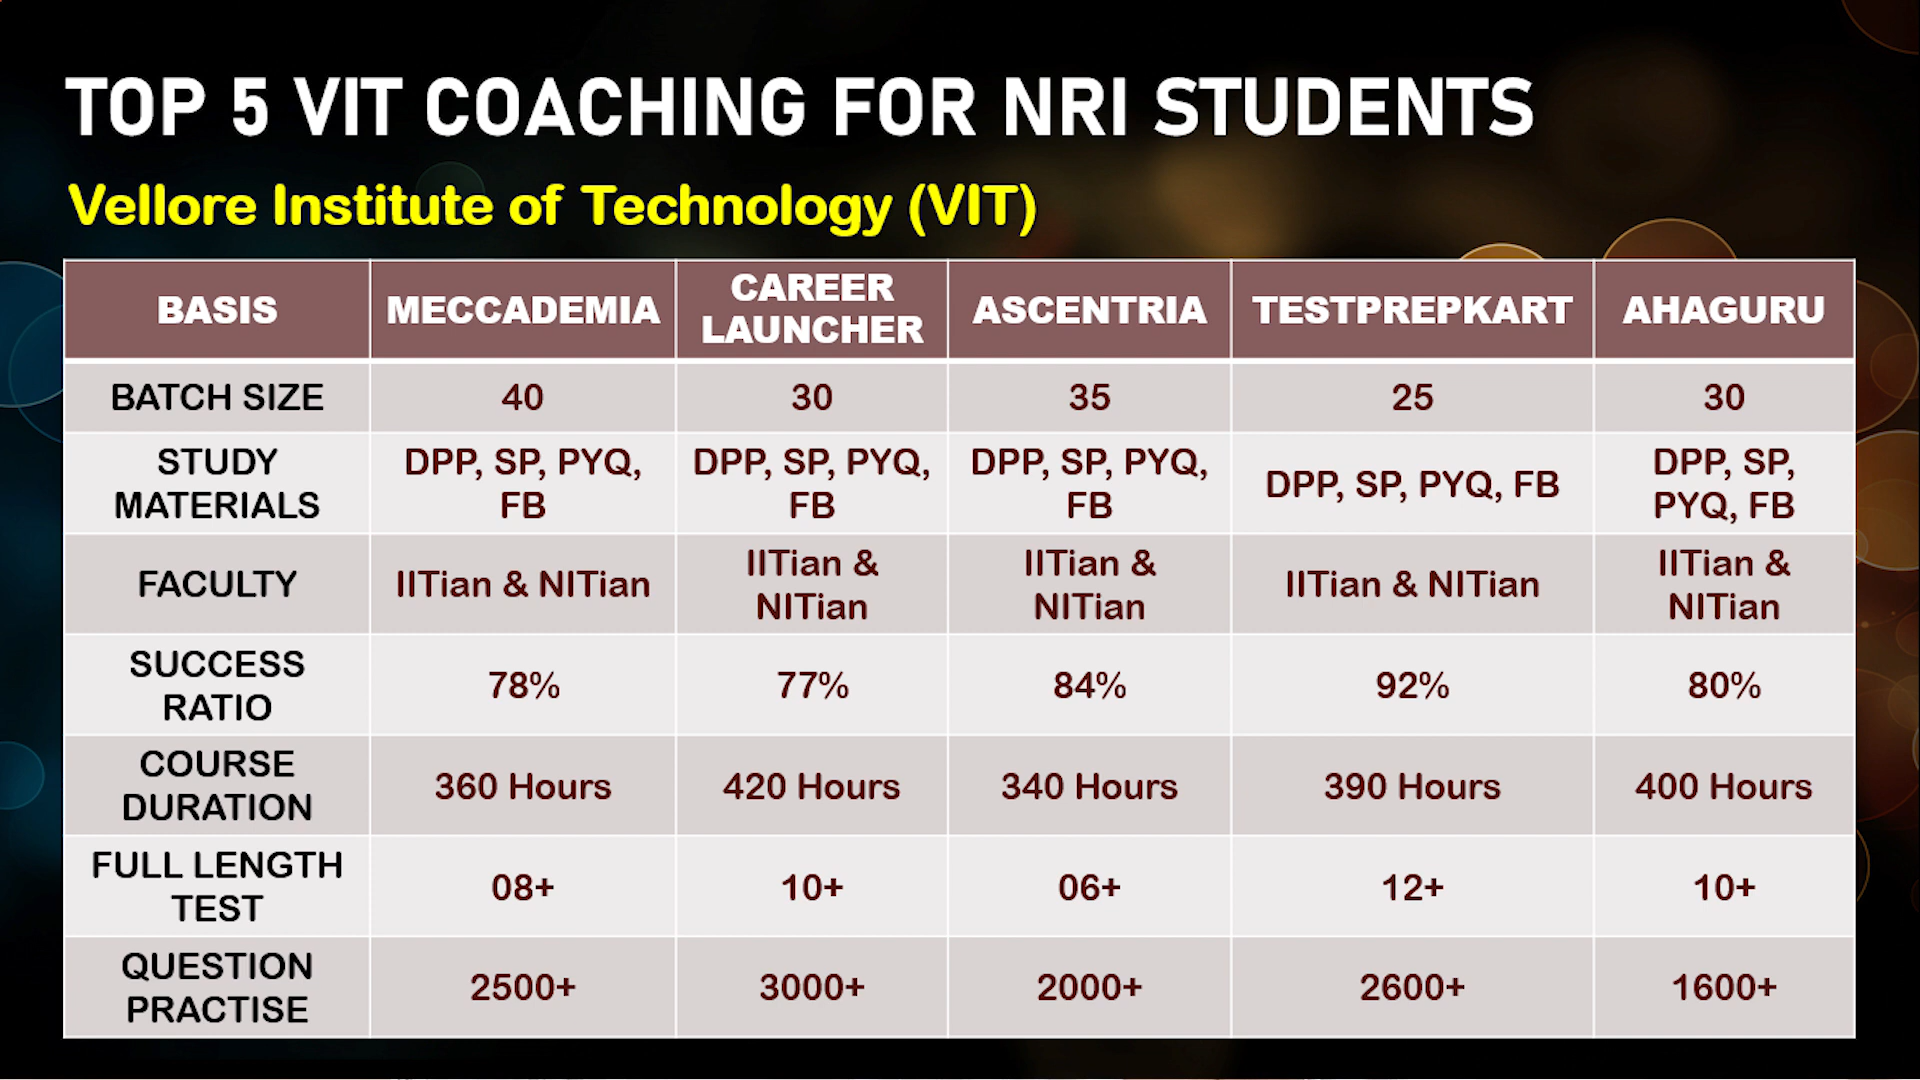 TOP 5 VIT COACHING FOR NRI STUDENTS
Vellore Institute of Technology (VIT)
BASIS MECCADEMIA CAREER LAUNCHER ASCENTRIA TESTPREPKART AHAGURU
BATCH SIZE 40 30 35 25 30
STUDY MATERIALS DPP, SP, PYQ, FB DPP, SP, PYQ, FB DPP, SP, PYQ, FB DPP, SP, PYQ, FB DPP, SP, PYQ, FB
FACULTY IITian & NITian IITian & NITian IITian & NITian IITian & NITian IITian & NITian
SUCCESS RATIO 78% 77% 84% 92% 80%
COURSE DURATION 360 Hours 420 Hours 340 Hours 390 Hours 400 Hours
FULL LENGTH TEST 08+ 10+ 06+ 12+ 10+
QUESTION PRACTISE 2500+ 3000+ 2000+ 2600+ 1600+